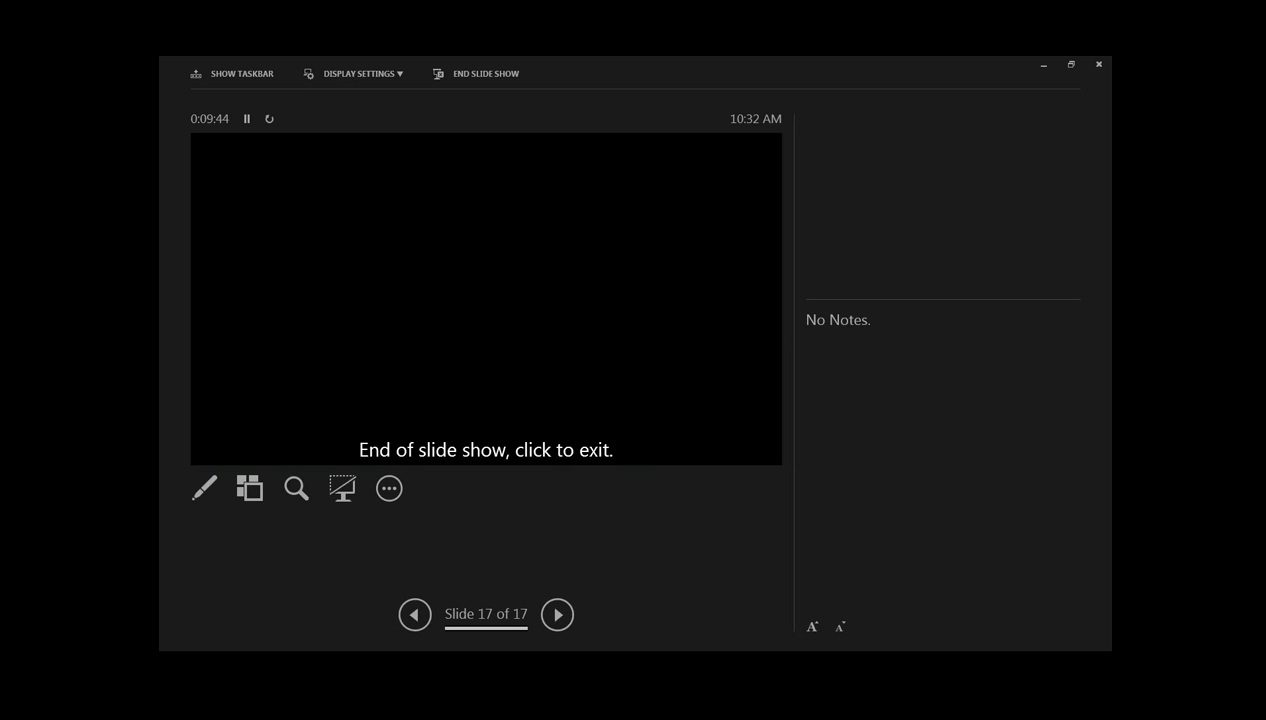 SHOW TASKBAR DISPLAY SETTINGS ▼ END SLIDE SHOW
0:09:44 10:32 AM
End of slide show, click to exit.
No Notes.
Slide 17 of 17
A A